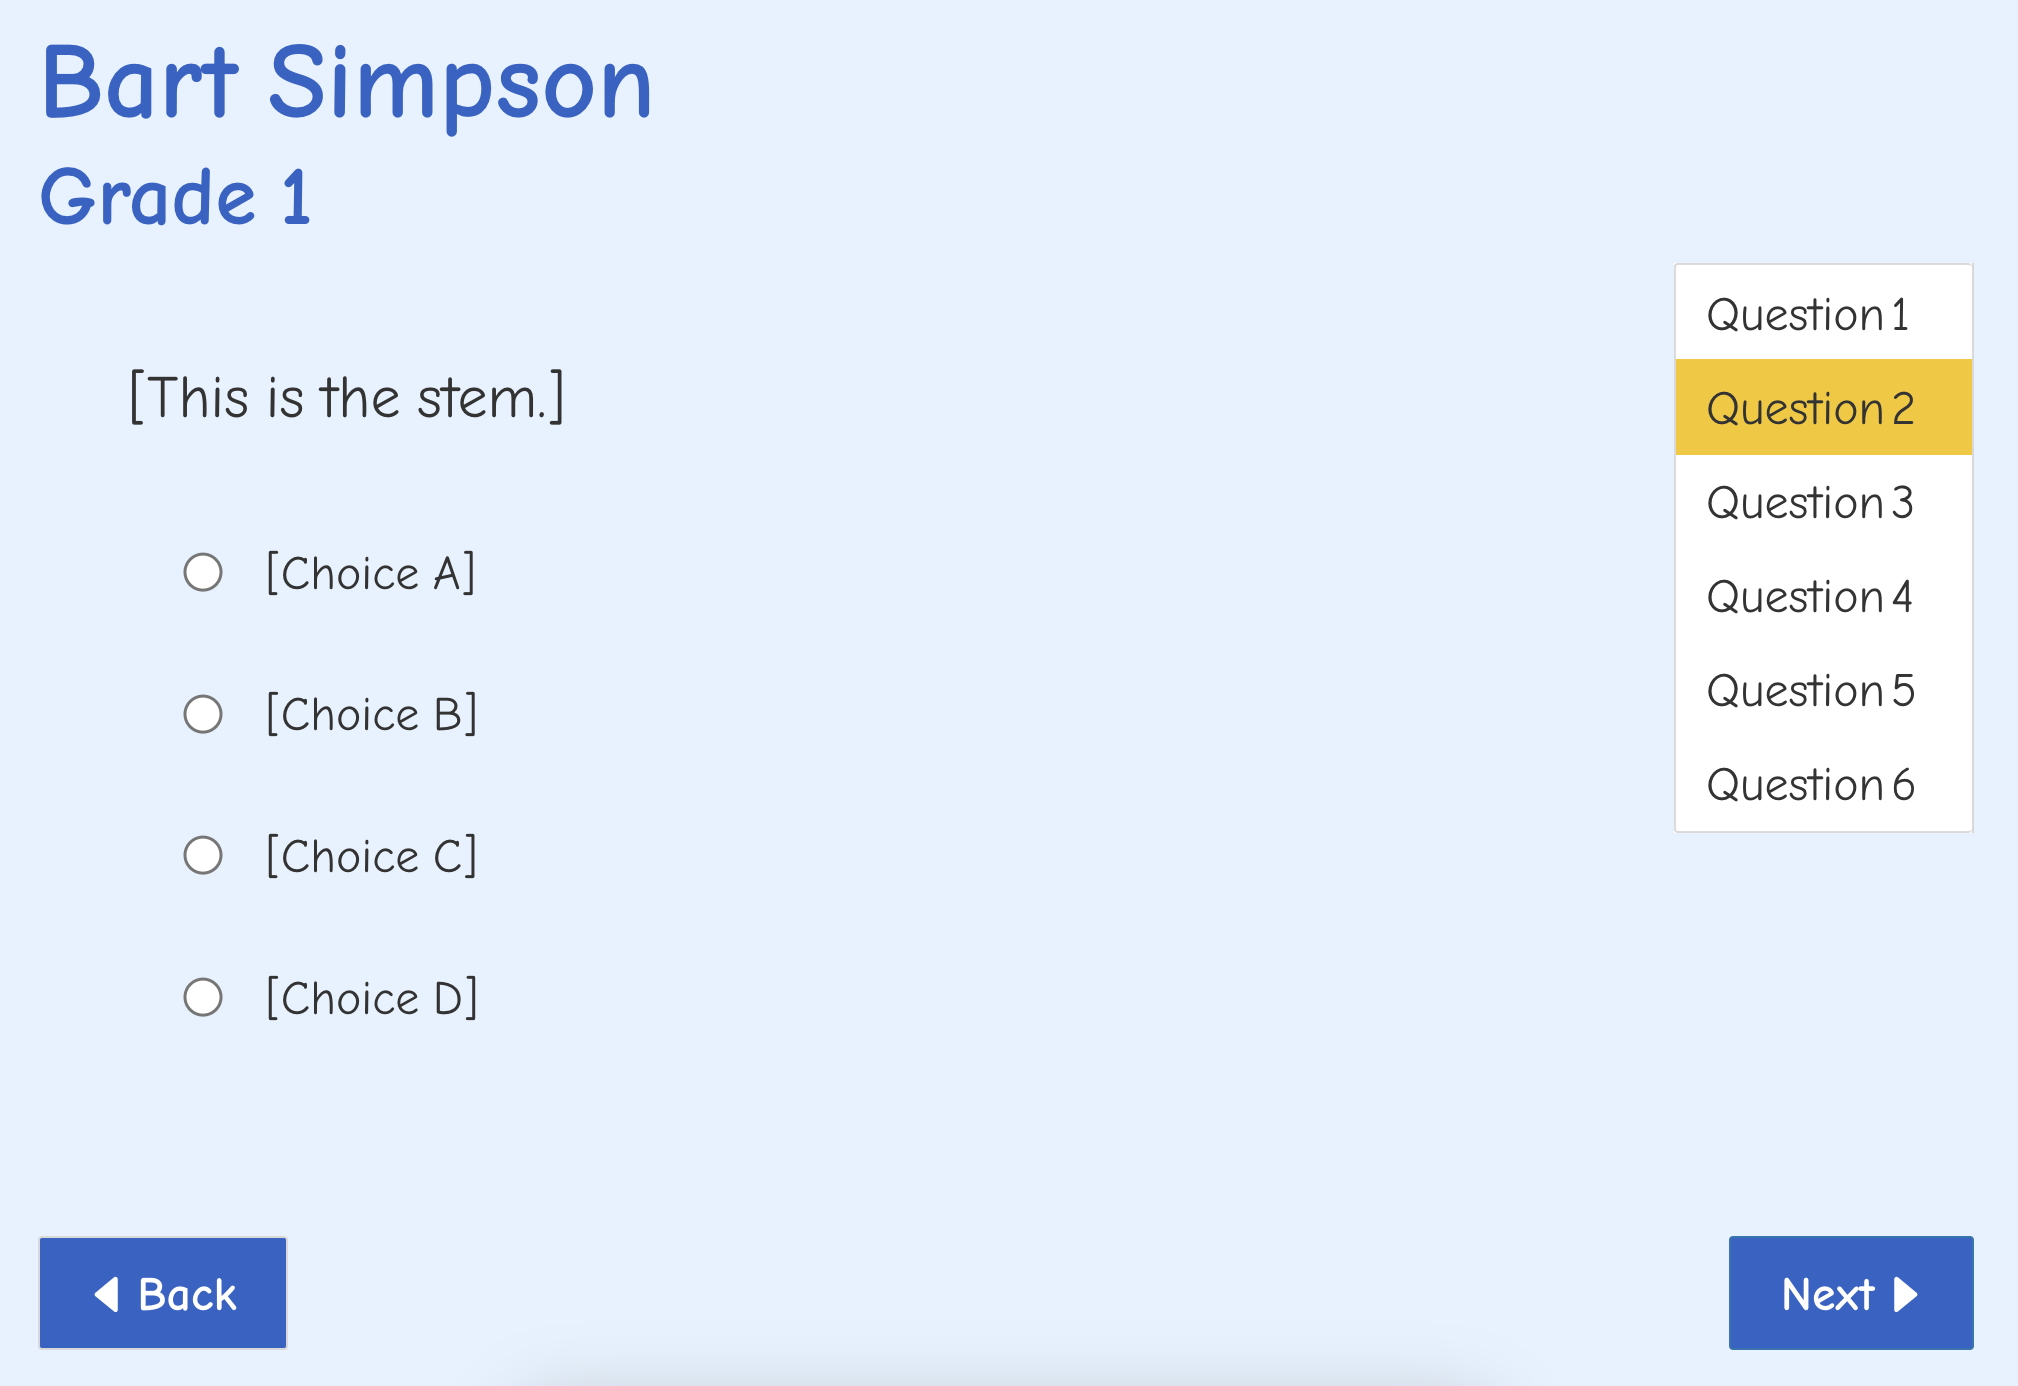 Bart Simpson
Grade 1
[This is the stem.]
[Choice A]
[Choice B]
[Choice C]
[Choice D]
Question 1
Question 2
Question 3
Question 4
Question 5
Question 6
Back
Next